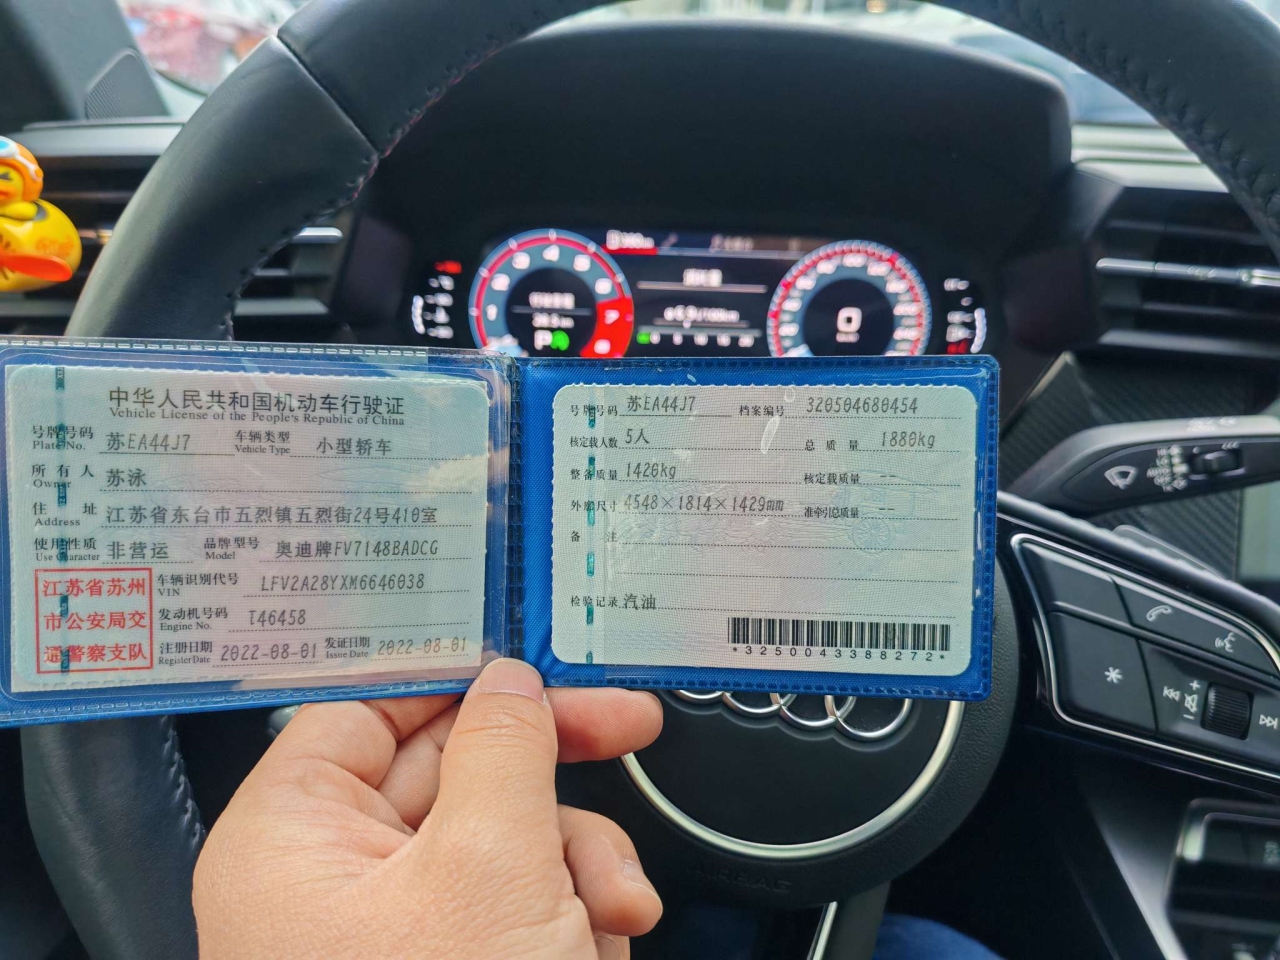 中华人民共和国机动车行驶证
Vehicle License of the People's Republic of China
号牌号码 苏EA44J7 车辆类型 小型轿车
Plate No. Vehicle Type
所有人 苏泳
Owner
住址 江苏省东台市五烈镇五烈街24号410室
Address
使用性质 非营运 品牌型号 奥迪牌FV7148BADCG
Use Character Model
江苏省苏州
市公安局交
通警察支队
车辆识别代号 LFV2A28YXM6646038
VIN
发动机号码 T46458
Engine No.
注册日期 2022-08-01 发证日期 2022-08-01
Register Date Issue Date
号牌号码 苏EA44J7 档案编号 320504680454
核定载人数 5人 总质量 1880kg
整备质量 1426kg 核定载质量 --
外廓尺寸 4548×1814×1429mm 准牵引总质量 --
备注
检验记录 汽油
*3250043388272*
P
0
AIRBAG